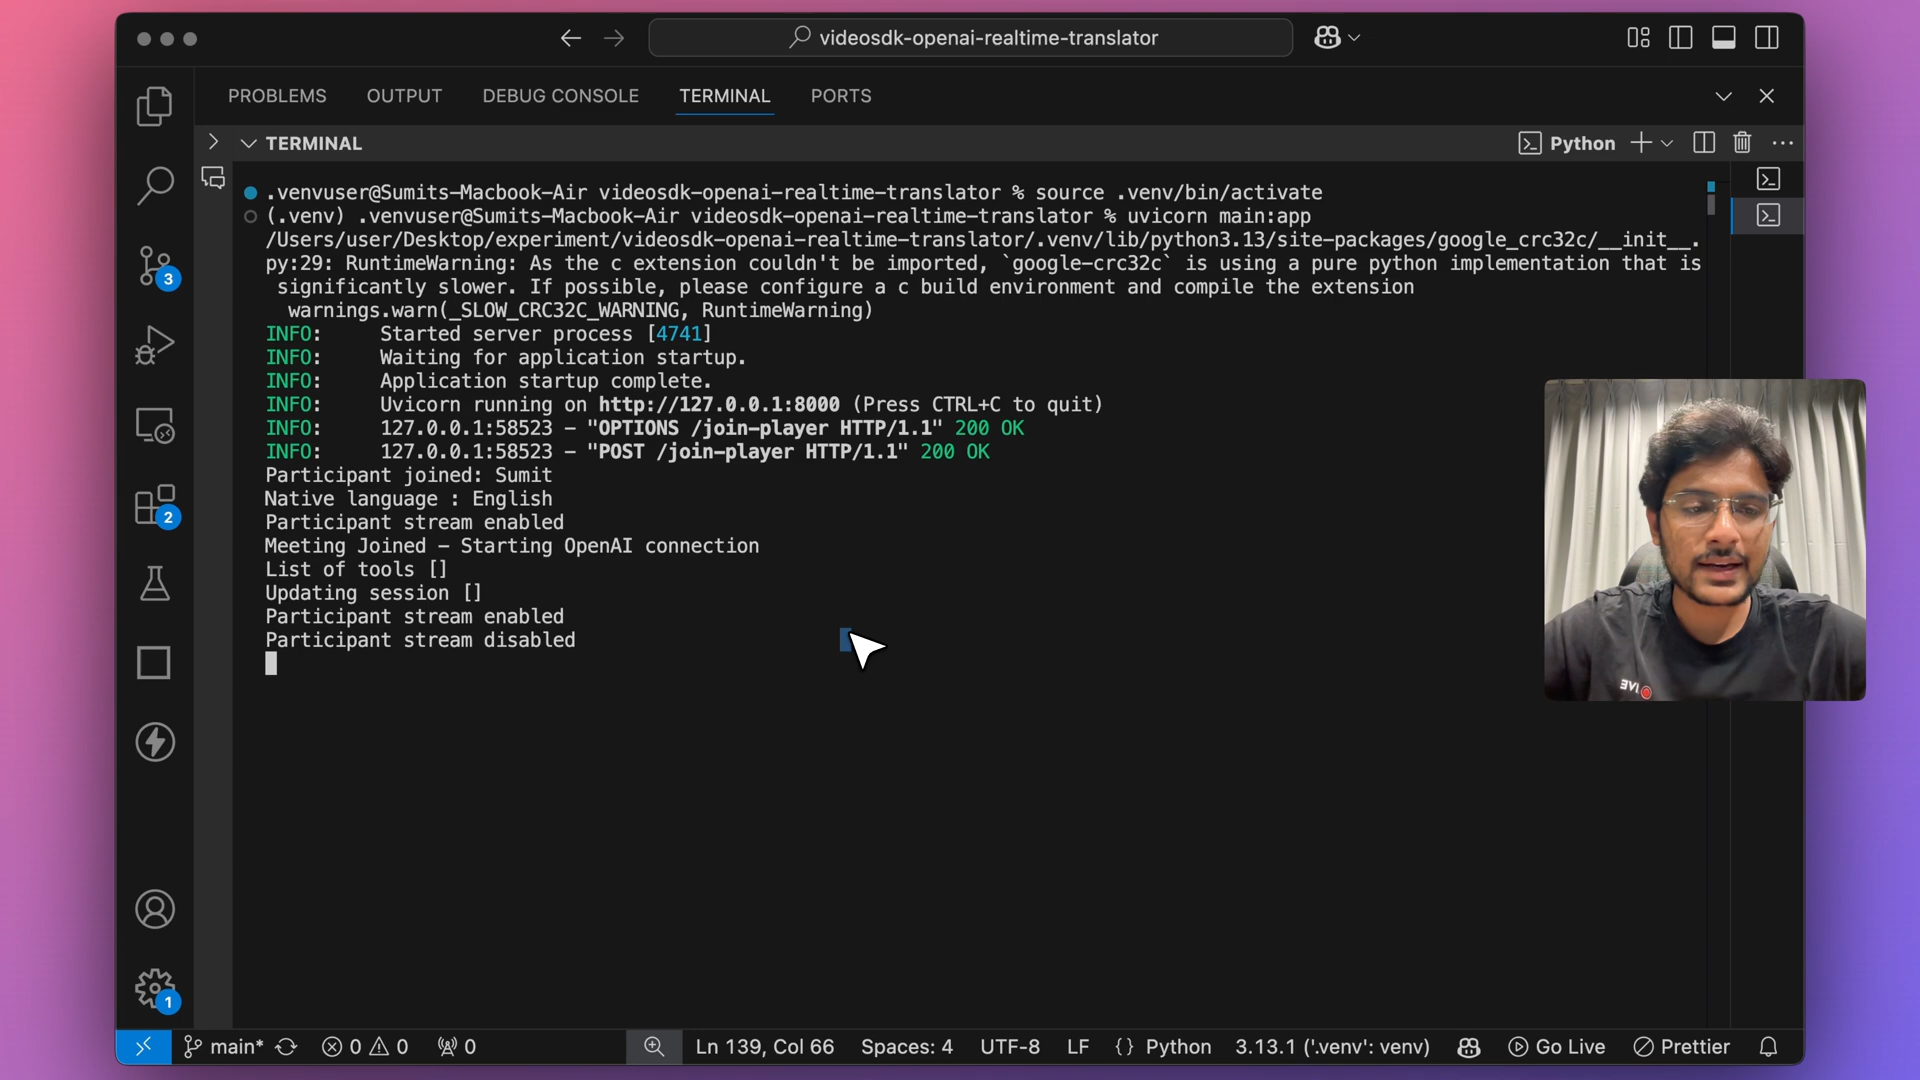 videosdk-openai-realtime-translator
PROBLEMS OUTPUT DEBUG CONSOLE TERMINAL PORTS
TERMINAL
Python
.venvuser@Sumits-Macbook-Air videosdk-openai-realtime-translator % source .venv/bin/activate
(.venv) .venvuser@Sumits-Macbook-Air videosdk-openai-realtime-translator % uvicorn main:app
/Users/user/Desktop/experiment/videosdk-openai-realtime-translator/.venv/lib/python3.13/site-packages/google_crc32c/__init__.
py:29: RuntimeWarning: As the c extension couldn't be imported, `google-crc32c` is using a pure python implementation that is
significantly slower. If possible, please configure a c build environment and compile the extension
warnings.warn(_SLOW_CRC32C_WARNING, RuntimeWarning)
INFO: Started server process [4741]
INFO: Waiting for application startup.
INFO: Application startup complete.
INFO: Uvicorn running on http://127.0.0.1:8000 (Press CTRL+C to quit)
INFO: 127.0.0.1:58523 – "OPTIONS /join-player HTTP/1.1" 200 OK
INFO: 127.0.0.1:58523 – "POST /join-player HTTP/1.1" 200 OK
Participant joined: Sumit
Native language : English
Participant stream enabled
Meeting Joined – Starting OpenAI connection
List of tools []
Updating session []
Participant stream enabled
Participant stream disabled
3
2
1
main* 0 0 0 Ln 139, Col 66 Spaces: 4 UTF-8 LF {} Python 3.13.1 ('.venv': venv) Go Live Prettier